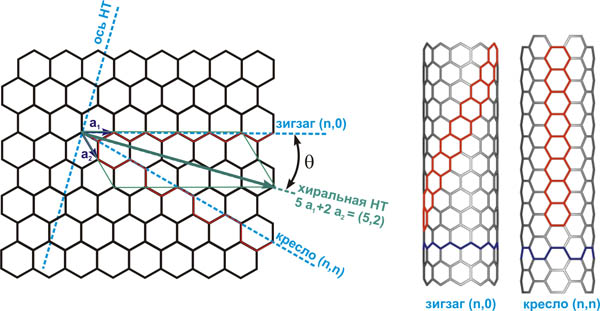 ось НТ
a₁
a₂
зигзаг (n,0)
θ
хиральная НТ
5 a₁+2 a₂ = (5,2)
кресло (n,n)
зигзаг (n,0)
кресло (n,n)